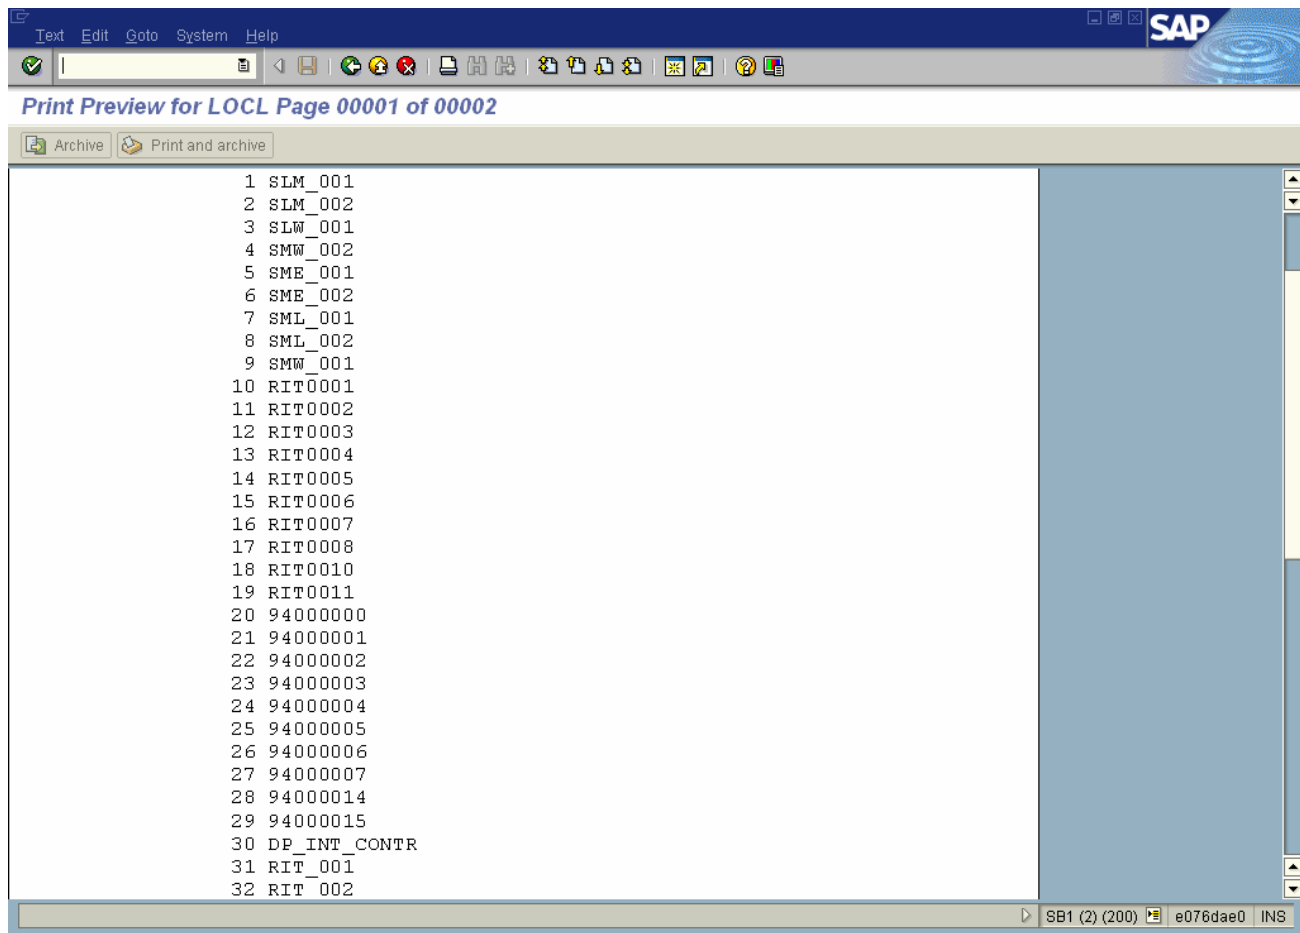 Text Edit Goto System Help
SAP
Print Preview for LOCL Page 00001 of 00002
Archive Print and archive
1 SLM_001
2 SLM_002
3 SLW_001
4 SMW_002
5 SME_001
6 SME_002
7 SML_001
8 SML_002
9 SMW_001
10 RIT0001
11 RIT0002
12 RIT0003
13 RIT0004
14 RIT0005
15 RIT0006
16 RIT0007
17 RIT0008
18 RIT0010
19 RIT0011
20 94000000
21 94000001
22 94000002
23 94000003
24 94000004
25 94000005
26 94000006
27 94000007
28 94000014
29 94000015
30 DP_INT_CONTR
31 RIT_001
32 RIT 002
SB1 (2) (200) e076dae0 INS